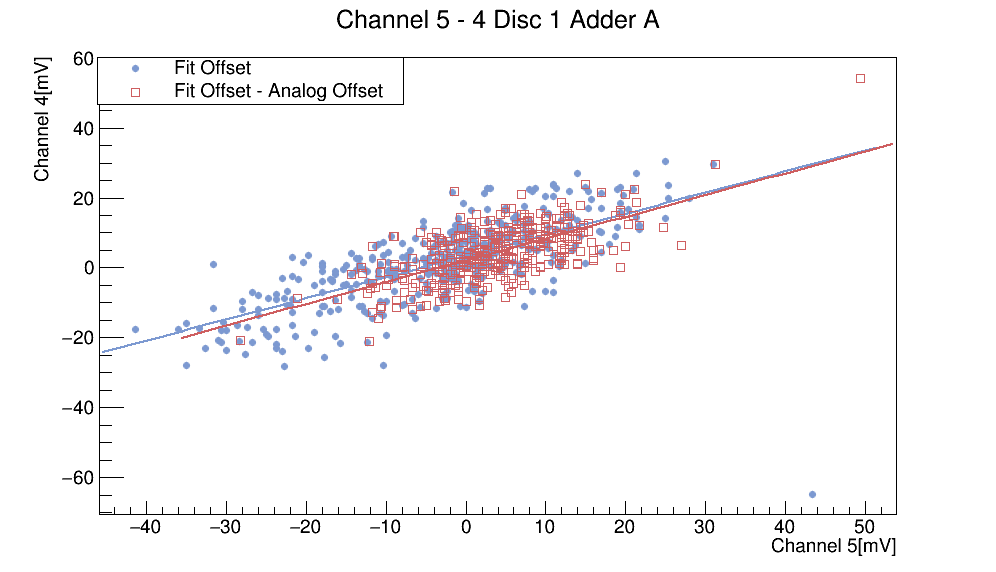 Channel 5 - 4 Disc 1 Adder A
Channel 4[mV]
Fit Offset
Fit Offset - Analog Offset
60
40
20
0
−20
−40
−60
−40 −30 −20 −10 0 10 20 30 40 50
Channel 5[mV]